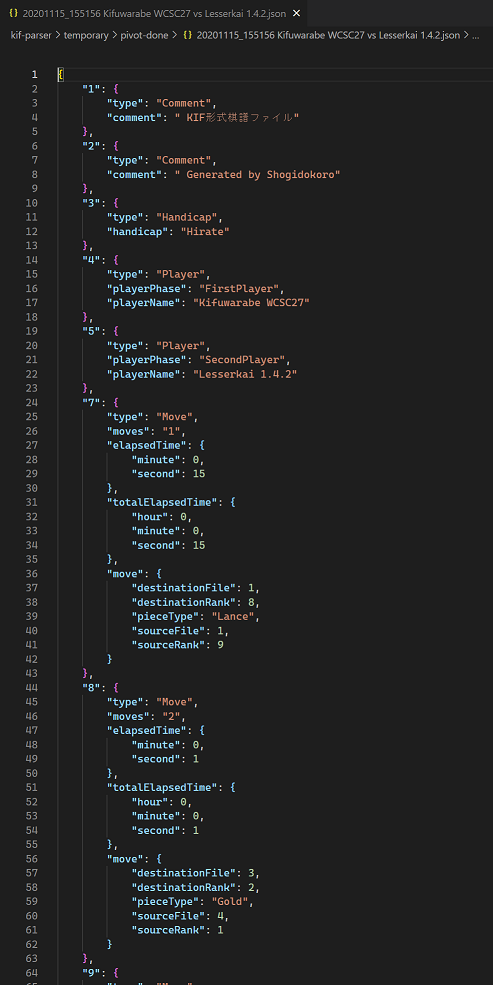 {} 20201115_155156 Kifuwarabe WCSC27 vs Lesserkai 1.4.2.json ×
kif-parser > temporary > pivot-done > {} 20201115_155156 Kifuwarabe WCSC27 vs Lesserkai 1.4.2.json > ...
1 {
2 "1": {
3 "type": "Comment",
4 "comment": " KIF形式棋譜ファイル"
5 },
6 "2": {
7 "type": "Comment",
8 "comment": " Generated by Shogidokoro"
9 },
10 "3": {
11 "type": "Handicap",
12 "handicap": "Hirate"
13 },
14 "4": {
15 "type": "Player",
16 "playerPhase": "FirstPlayer",
17 "playerName": "Kifuwarabe WCSC27"
18 },
19 "5": {
20 "type": "Player",
21 "playerPhase": "SecondPlayer",
22 "playerName": "Lesserkai 1.4.2"
23 },
24 "7": {
25 "type": "Move",
26 "moves": "1",
27 "elapsedTime": {
28 "minute": 0,
29 "second": 15
30 },
31 "totalElapsedTime": {
32 "hour": 0,
33 "minute": 0,
34 "second": 15
35 },
36 "move": {
37 "destinationFile": 1,
38 "destinationRank": 8,
39 "pieceType": "Lance",
40 "sourceFile": 1,
41 "sourceRank": 9
42 }
43 },
44 "8": {
45 "type": "Move",
46 "moves": "2",
47 "elapsedTime": {
48 "minute": 0,
49 "second": 1
50 },
51 "totalElapsedTime": {
52 "hour": 0,
53 "minute": 0,
54 "second": 1
55 },
56 "move": {
57 "destinationFile": 3,
58 "destinationRank": 2,
59 "pieceType": "Gold",
60 "sourceFile": 4,
61 "sourceRank": 1
62 }
63 },
64 "9": {